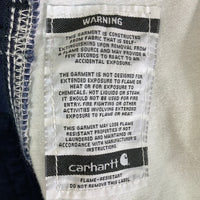 WARNING
THIS GARMENT IS CONSTRUCTED
FROM FABRIC THAT IS SELF-
EXTINGUISHING UPON REMOVAL FROM
FLAME SOURCE AND MAY PROVIDE A
FEW SECONDS TO REACT TO AN
ACCIDENTAL EXPOSURE
THE GARMENT IS NOT DESIGNED FOR
EXTENDED EXPOSURE TO FLAME OR
HEAT OR FOR EXPOSURE TO
CHEMICALS, HOT LIQUIDS OR STEAM.
IT SHOULD NOT BE USED FOR FIRE
ENTRY, FIRE FIGHTING OR OTHER
ACTIVITIES INVOLVING EXTENDED
EXPOSURE TO FLAME OR HEAT
THIS GARMENT MAY LOSE FLAME
RESISTANT PROPERTIES IF NOT
LAUNDERED AND MAINTAINED IN
ACCORDANCE WITH MANUFACTURER'S
INSTRUCTIONS.
carhartt
FLAME-RESISTANT
DO NOT REMOVE THIS LABEL